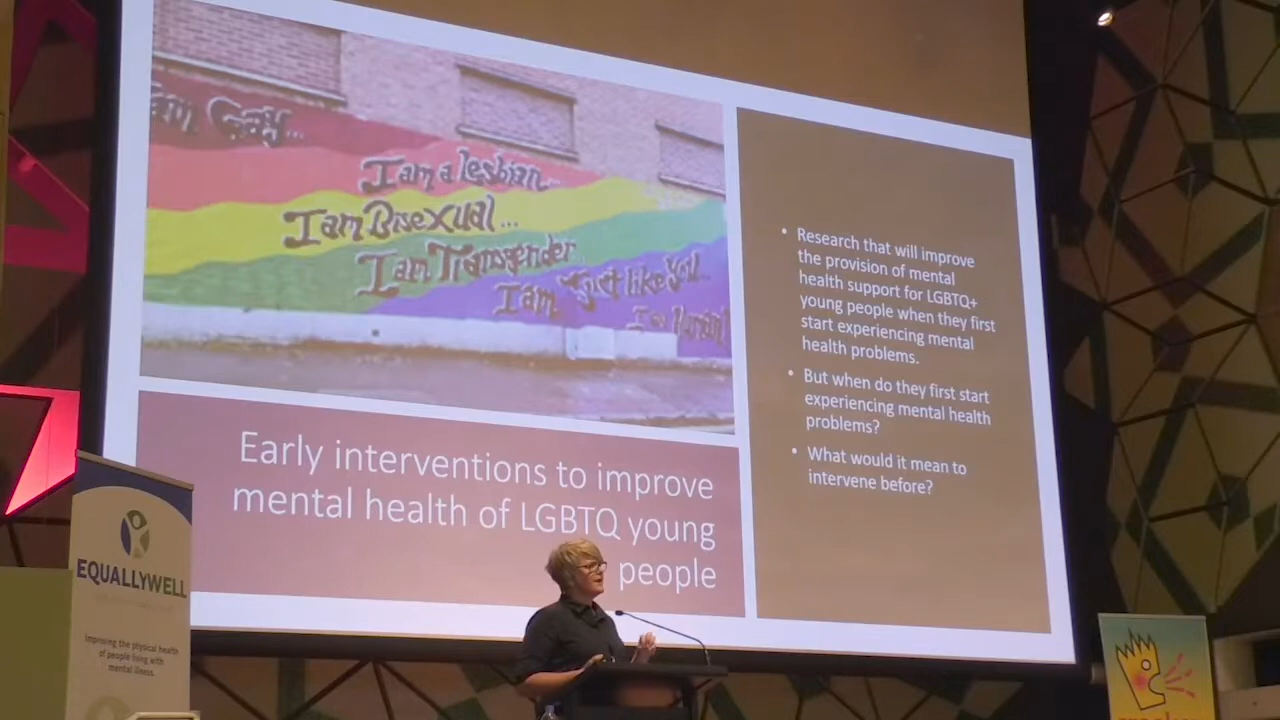 am Gay...
I am a lesbian...
I am Bisexual...
I am Transgender...
I am Just like you...
Early interventions to improve
mental health of LGBTQ young
people
• Research that will improve
the provision of mental
health support for LGBTQ+
young people when they first
start experiencing mental
health problems.
• But when do they first start
experiencing mental health
problems?
• What would it mean to
intervene before?
EQUALLYWELL
Improving the physical health
of people living with
mental illness.